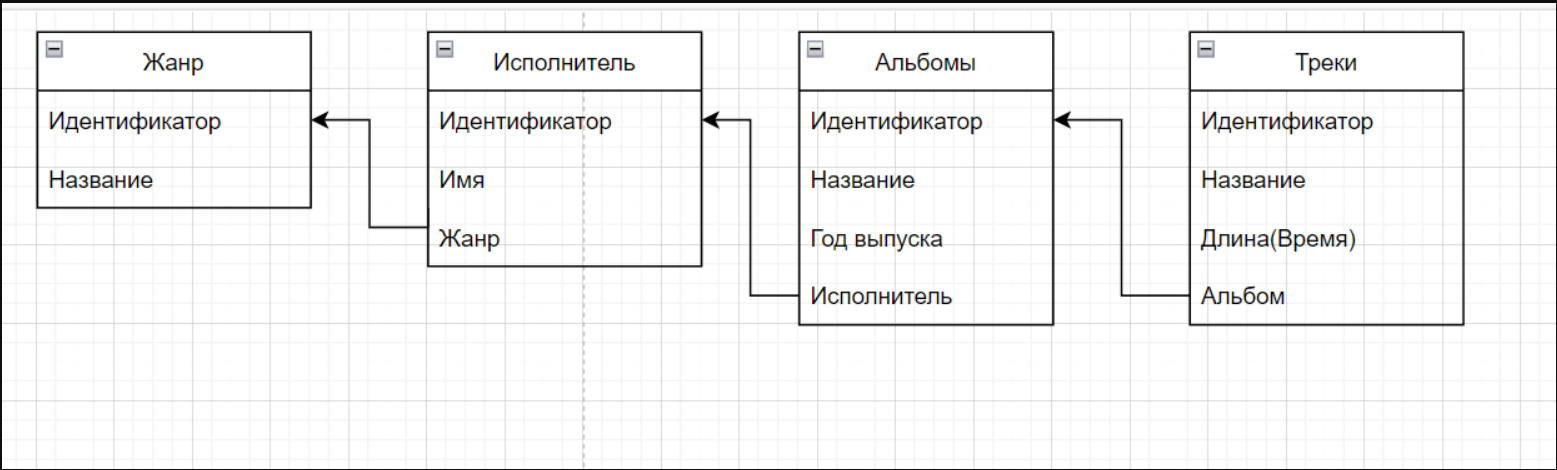 Жанр
Идентификатор
Название
Исполнитель
Идентификатор
Имя
Жанр
Альбомы
Идентификатор
Название
Год выпуска
Исполнитель
Треки
Идентификатор
Название
Длина(Время)
Альбом